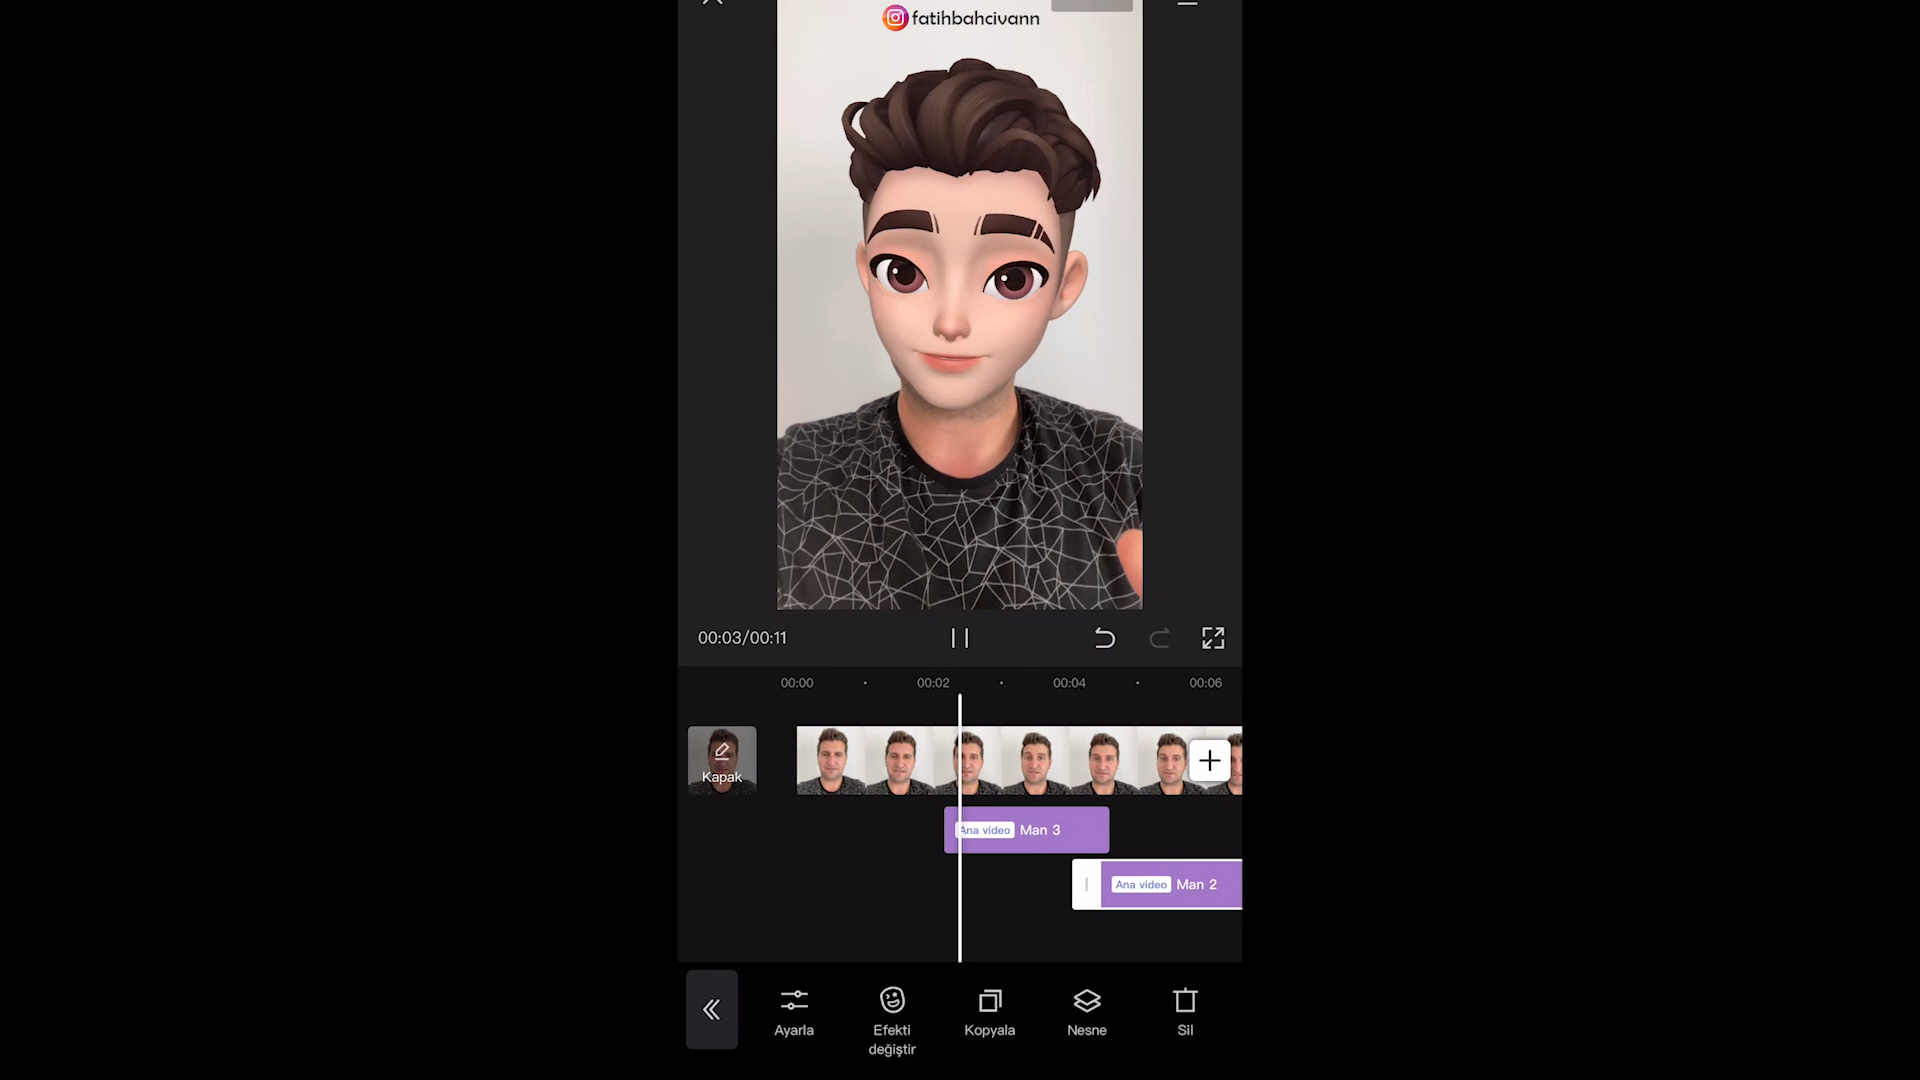 fatihbahcivann
00:03/00:11
00:00
00:02
00:04
00:06
Kapak
Ana video Man 3
Ana video Man 2
Ayarla
Efekti
değiştir
Kopyala
Nesne
Sil